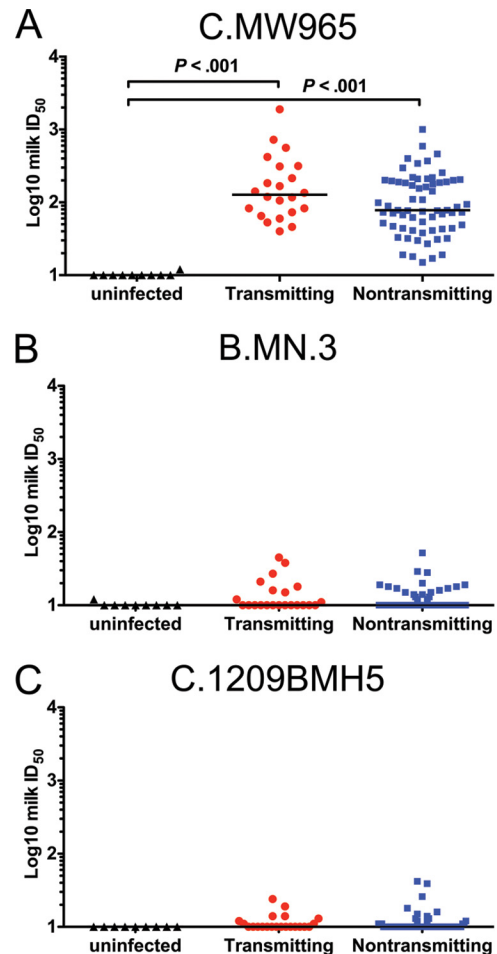 A
C.MW965
P < .001
P < .001
4
3
2
1
Log10 milk ID50
uninfected Transmitting Nontransmitting
B
B.MN.3
4
3
2
1
Log10 milk ID50
uninfected Transmitting Nontransmitting
C
C.1209BMH5
4
3
2
1
Log10 milk ID50
uninfected Transmitting Nontransmitting